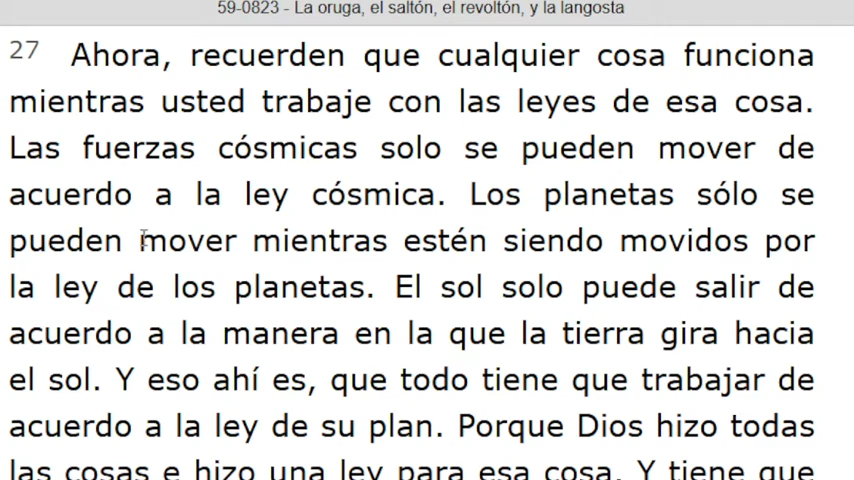 59-0823 - La oruga, el saltón, el revoltón, y la langosta
27 Ahora, recuerden que cualquier cosa funciona
mientras usted trabaje con las leyes de esa cosa.
Las fuerzas cósmicas solo se pueden mover de
acuerdo a la ley cósmica. Los planetas sólo se
pueden mover mientras estén siendo movidos por
la ley de los planetas. El sol solo puede salir de
acuerdo a la manera en la que la tierra gira hacia
el sol. Y eso ahí es, que todo tiene que trabajar de
acuerdo a la ley de su plan. Porque Dios hizo todas
las cosas e hizo una ley para esa cosa. Y tiene que